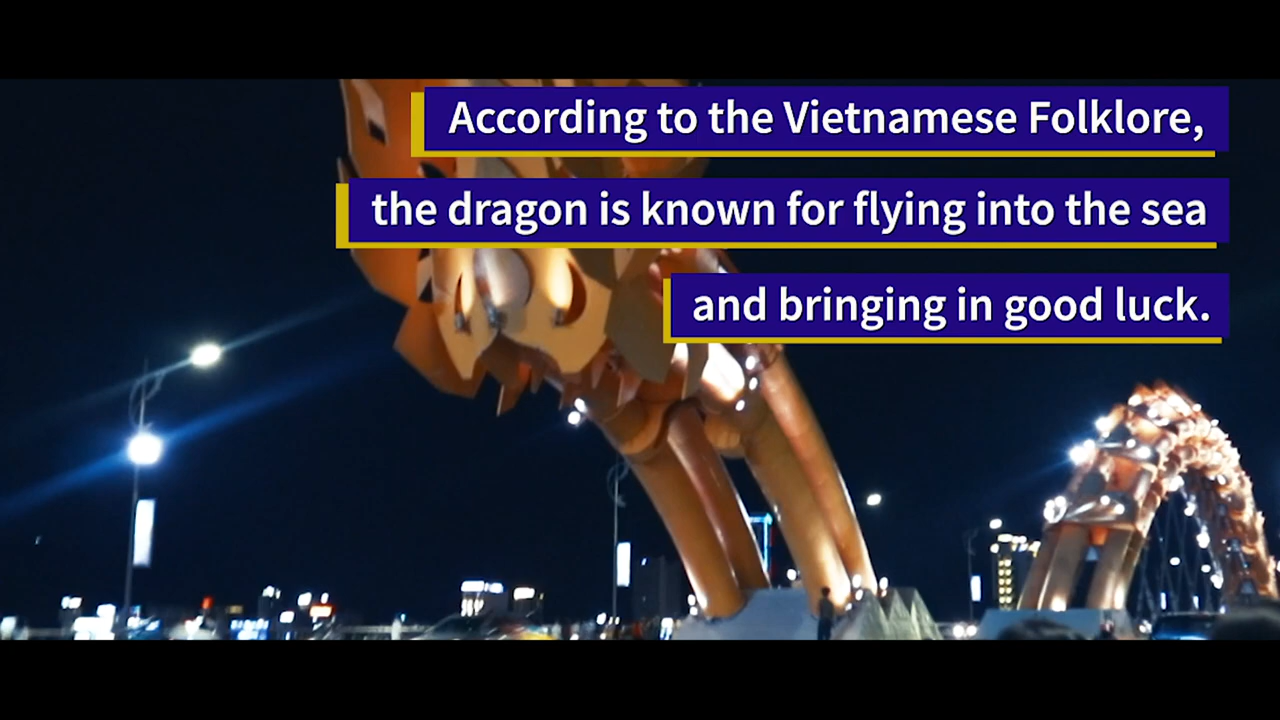 According to the Vietnamese Folklore,
the dragon is known for flying into the sea
and bringing in good luck.